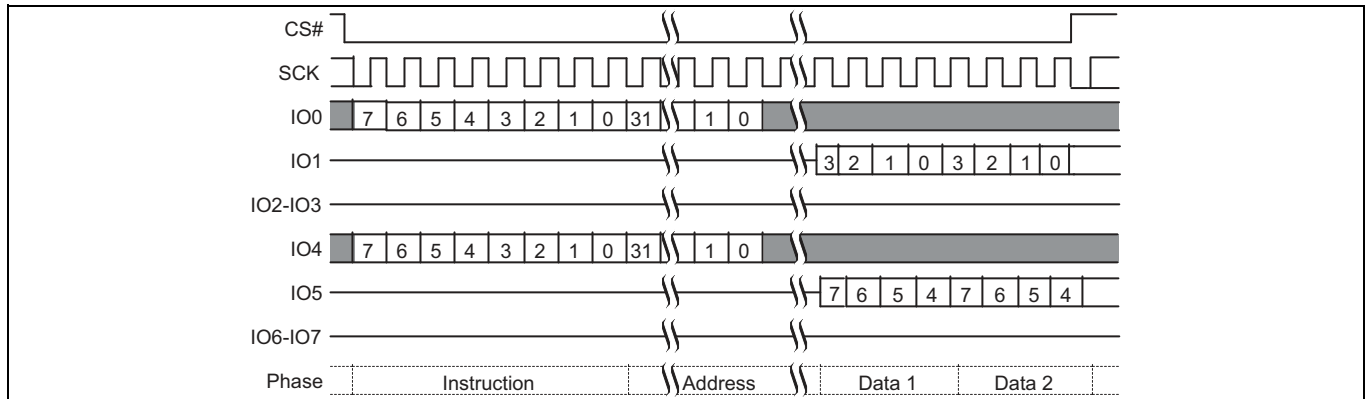 CS#
SCK
IO0 7 6 5 4 3 2 1 0 31 1 0
IO1 3 2 1 0 3 2 1 0
IO2-IO3
IO4 7 6 5 4 3 2 1 0 31 1 0
IO5 7 6 5 4 7 6 5 4
IO6-IO7
Phase Instruction Address Data 1 Data 2